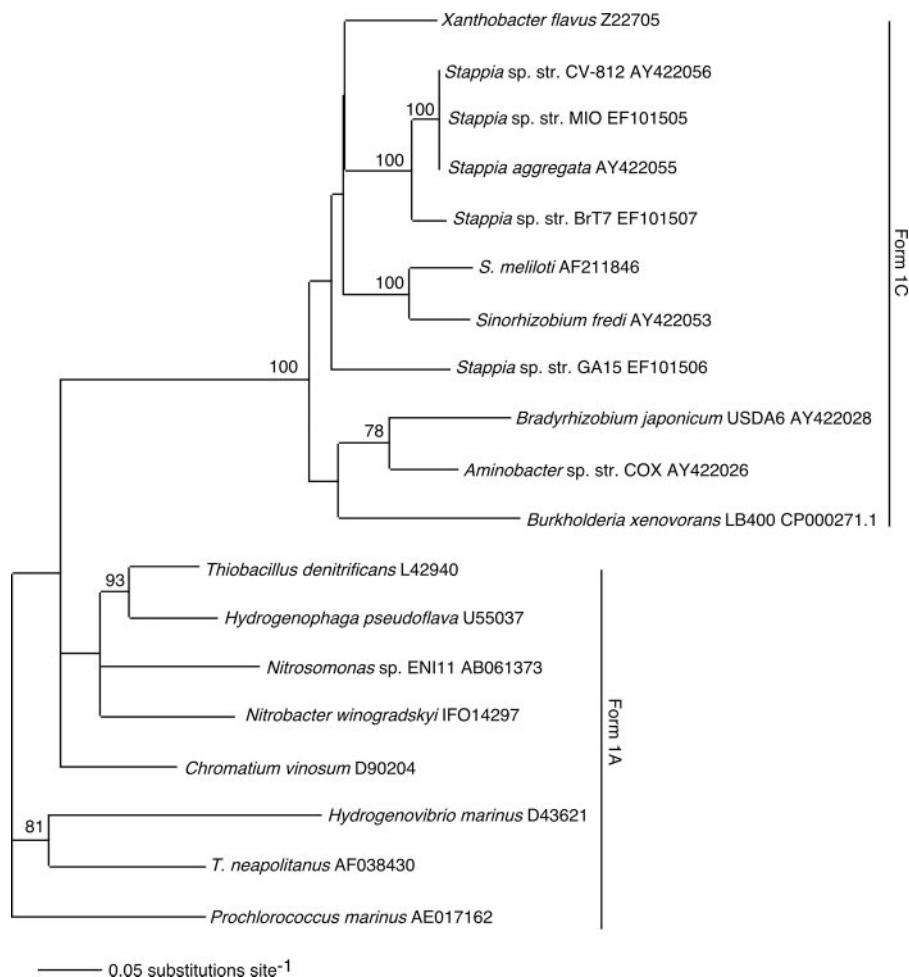 Xanthobacter flavus Z22705
Stappia sp. str. CV-812 AY422056
100
Stappia sp. str. MIO EF101505
100
Stappia aggregata AY422055
Stappia sp. str. BrT7 EF101507
Form 1C
S. meliloti AF211846
100
Sinorhizobium fredi AY422053
100
Stappia sp. str. GA15 EF101506
Bradyrhizobium japonicum USDA6 AY422028
78
Aminobacter sp. str. COX AY422026
Burkholderia xenovorans LB400 CP000271.1
Thiobacillus denitrificans L42940
93
Hydrogenophaga pseudoflava U55037
Nitrosomonas sp. ENI11 AB061373
Nitrobacter winogradskyi IFO14297
Form 1A
Chromatium vinosum D90204
Hydrogenovibrio marinus D43621
81
T. neapolitanus AF038430
Prochlorococcus marinus AE017162
0.05 substitutions site-1